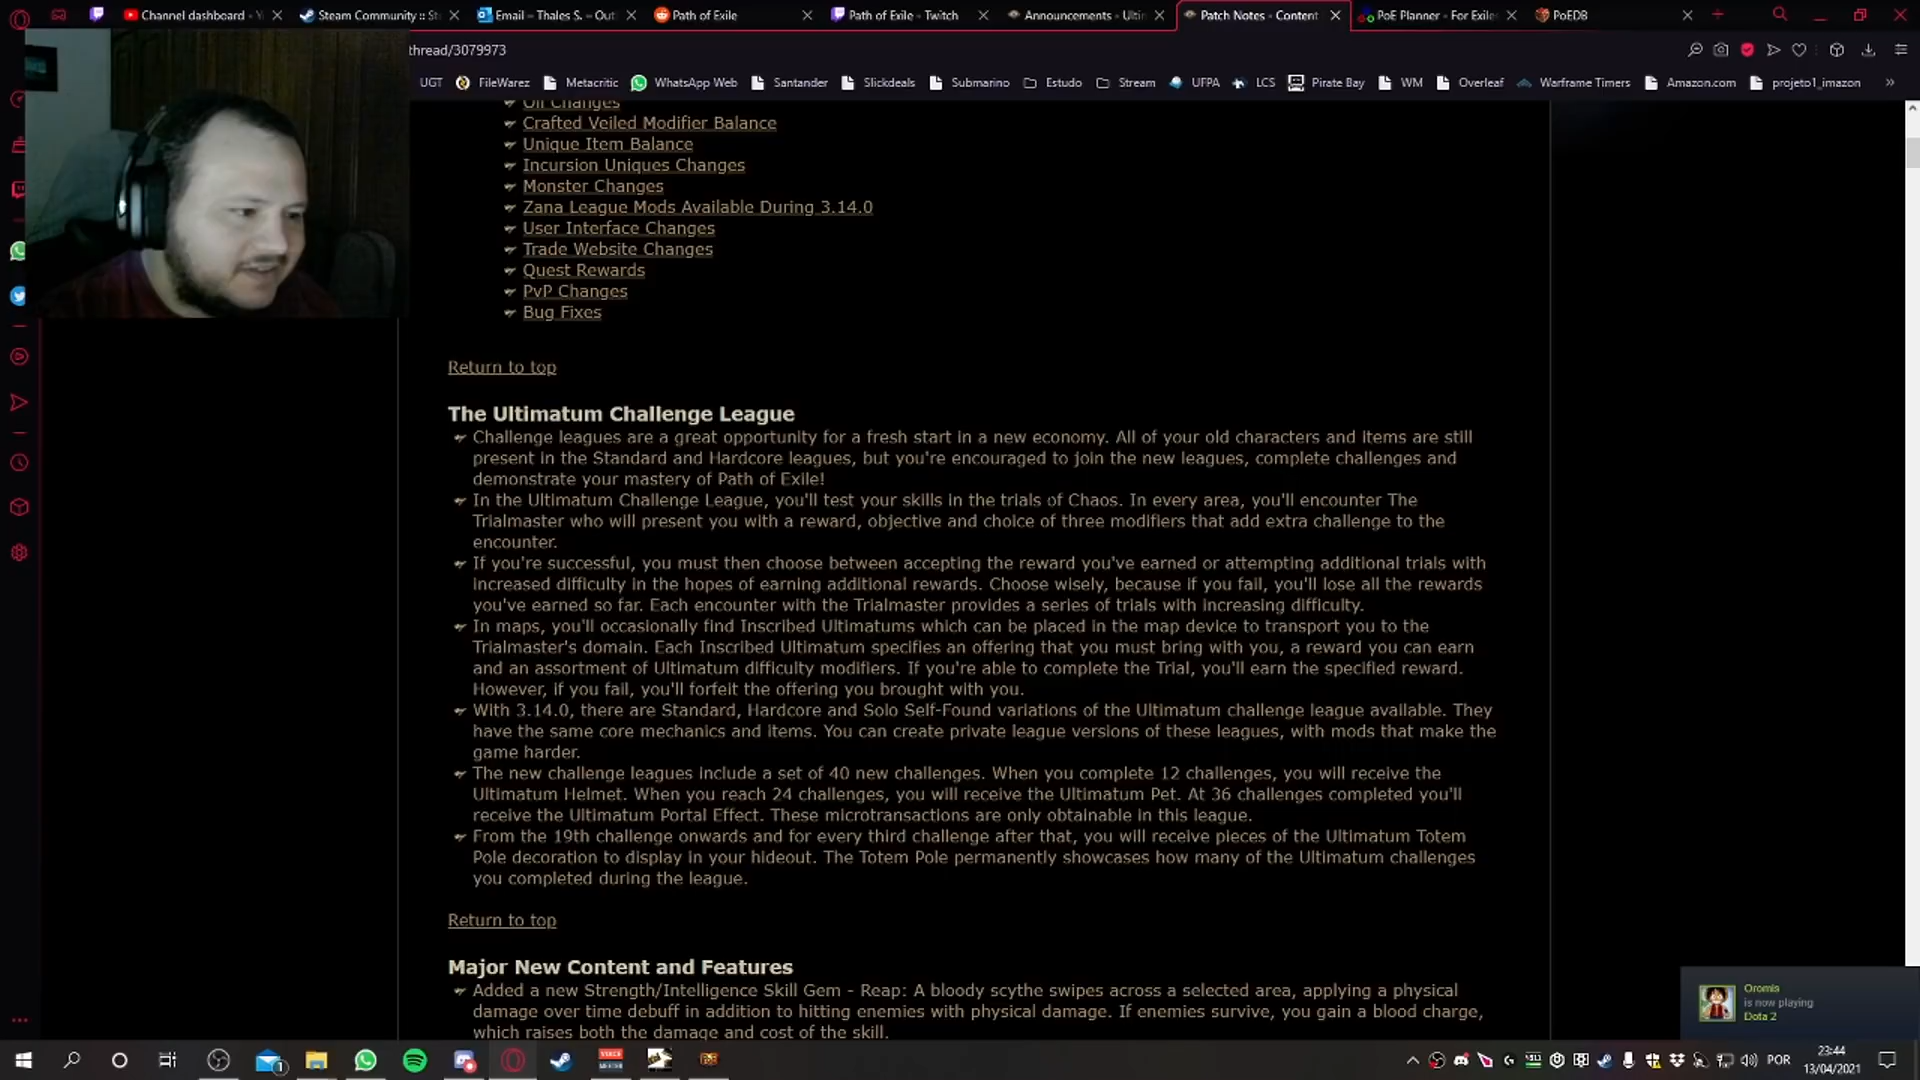 Channel dashboard - Y
Steam Community :: St
Email – Thales S. – Out
Path of Exile
Path of Exile - Twitch
Announcements - Ultim
Patch Notes - Content
PoE Planner - For Exiles
PoEDB
thread/3079973
UGT
FileWarez
Metacritic
WhatsApp Web
Santander
Slickdeals
Submarino
Estudo
Stream
UFPA
LCS
Pirate Bay
WM
Overleaf
Warframe Timers
Amazon.com
projeto1_imazon
Oil Changes
Crafted Veiled Modifier Balance
Unique Item Balance
Incursion Uniques Changes
Monster Changes
Zana League Mods Available During 3.14.0
User Interface Changes
Trade Website Changes
Quest Rewards
PvP Changes
Bug Fixes
Return to top
The Ultimatum Challenge League
Challenge leagues are a great opportunity for a fresh start in a new economy. All of your old characters and items are still
present in the Standard and Hardcore leagues, but you're encouraged to join the new leagues, complete challenges and
demonstrate your mastery of Path of Exile!
In the Ultimatum Challenge League, you'll test your skills in the trials of Chaos. In every area, you'll encounter The
Trialmaster who will present you with a reward, objective and choice of three modifiers that add extra challenge to the
encounter.
If you're successful, you must then choose between accepting the reward you've earned or attempting additional trials with
increased difficulty in the hopes of earning additional rewards. Choose wisely, because if you fail, you'll lose all the rewards
you've earned so far. Each encounter with the Trialmaster provides a series of trials with increasing difficulty.
In maps, you'll occasionally find Inscribed Ultimatums which can be placed in the map device to transport you to the
Trialmaster's domain. Each Inscribed Ultimatum specifies an offering that you must bring with you, a reward you can earn
and an assortment of Ultimatum difficulty modifiers. If you're able to complete the Trial, you'll earn the specified reward.
However, if you fail, you'll forfeit the offering you brought with you.
With 3.14.0, there are Standard, Hardcore and Solo Self-Found variations of the Ultimatum challenge league available. They
have the same core mechanics and items. You can create private league versions of these leagues, with mods that make the
game harder.
The new challenge leagues include a set of 40 new challenges. When you complete 12 challenges, you will receive the
Ultimatum Helmet. When you reach 24 challenges, you will receive the Ultimatum Pet. At 36 challenges completed you'll
receive the Ultimatum Portal Effect. These microtransactions are only obtainable in this league.
From the 19th challenge onwards and for every third challenge after that, you will receive pieces of the Ultimatum Totem
Pole decoration to display in your hideout. The Totem Pole permanently showcases how many of the Ultimatum challenges
you completed during the league.
Return to top
Major New Content and Features
Added a new Strength/Intelligence Skill Gem - Reap: A bloody scythe swipes across a selected area, applying a physical
damage over time debuff in addition to hitting enemies with physical damage. If enemies survive, you gain a blood charge,
which raises both the damage and cost of the skill.
Oromis
is now playing
Dota 2
POR
23:44
13/04/2021